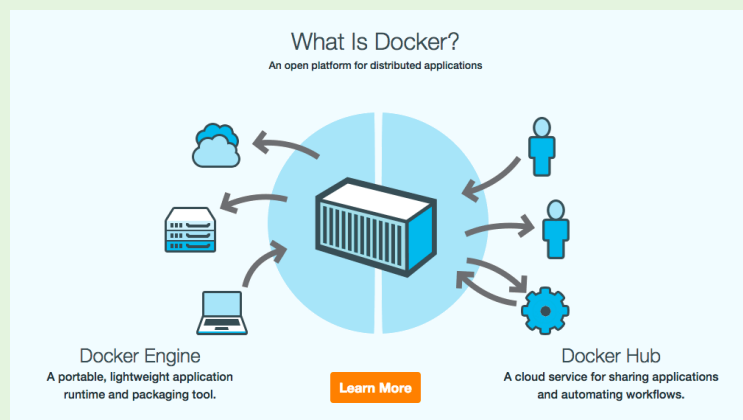 What Is Docker?
An open platform for distributed applications
Docker Engine
A portable, lightweight application
runtime and packaging tool.
Learn More
Docker Hub
A cloud service for sharing applications
and automating workflows.